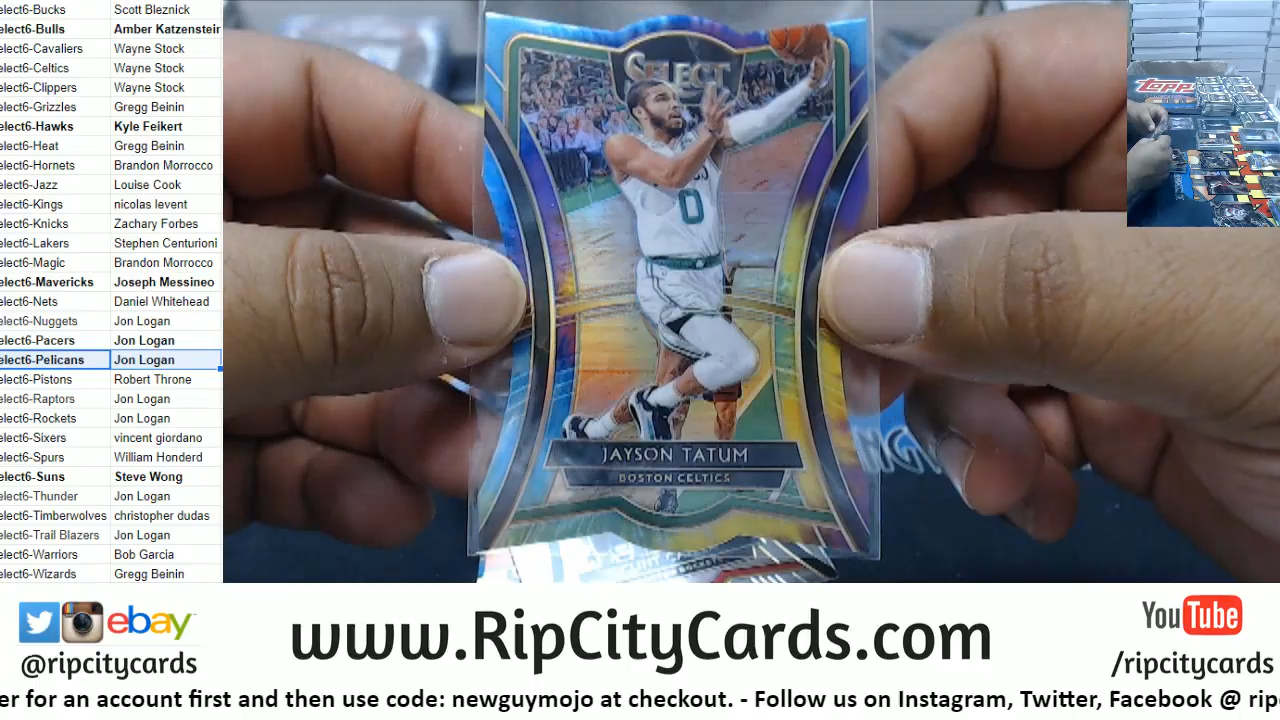 elect6-Bucks Scott Bleznick
elect6-Bulls Amber Katzenstein
elect6-Cavaliers Wayne Stock
elect6-Celtics Wayne Stock
elect6-Clippers Wayne Stock
elect6-Grizzles Gregg Beinin
elect6-Hawks Kyle Feikert
elect6-Heat Gregg Beinin
elect6-Hornets Brandon Morrocco
elect6-Jazz Louise Cook
elect6-Kings nicolas levent
elect6-Knicks Zachary Forbes
elect6-Lakers Stephen Centurioni
elect6-Magic Brandon Morrocco
elect6-Mavericks Joseph Messineo
elect6-Nets Daniel Whitehead
elect6-Nuggets Jon Logan
elect6-Pacers Jon Logan
elect6-Pelicans Jon Logan
elect6-Pistons Robert Throne
elect6-Raptors Jon Logan
elect6-Rockets Jon Logan
elect6-Sixers vincent giordano
elect6-Spurs William Honderd
elect6-Suns Steve Wong
elect6-Thunder Jon Logan
elect6-Timberwolves christopher dudas
elect6-Trail Blazers Jon Logan
elect6-Warriors Bob Garcia
elect6-Wizards Gregg Beinin
SELECT
0
JAYSON TATUM
BOSTON CELTICS
TOPPS
ebay
@ripcitycards
www.RipCityCards.com
YouTube
/ripcitycards
er for an account first and then use code: newguymojo at checkout. - Follow us on Instagram, Twitter, Facebook @ rip